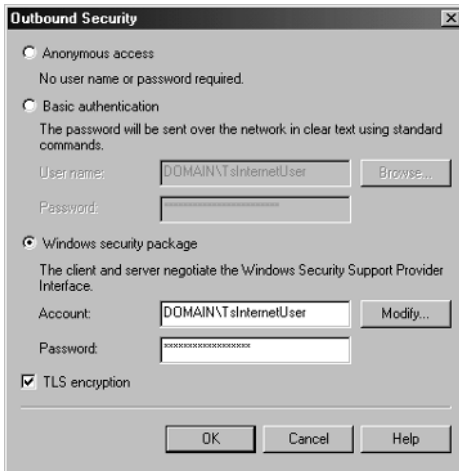 Outbound Security
Anonymous access
No user name or password required.
Basic authentication
The password will be sent over the network in clear text using standard
commands.
User name: DOMAIN\TsInternetUser Browse...
Password: ***********************
Windows security package
The client and server negotiate the Windows Security Support Provider
Interface.
Account: DOMAIN\TsInternetUser Modify...
Password: *****************
TLS encryption
OK Cancel Help